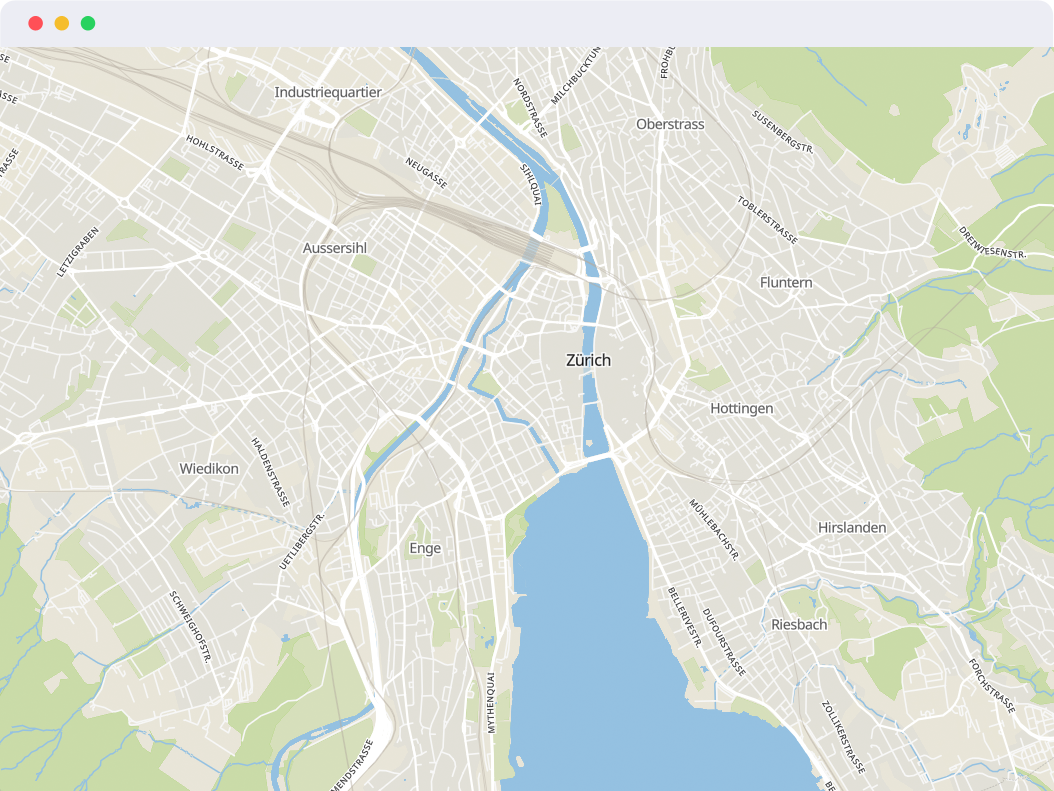 Industriequartier
NORDSTRASSE
Oberstrass
SUSENBERGSTR.
HOHLSTRASSE
NEUGASSE
SIHLQUAI
TOBLERSTRASSE
LETZIGRABEN
Aussersihl
DREIWIESENSTR.
Fluntern
Zürich
Hottingen
HALDENSTRASSE
Wiedikon
UETLIBERGSTR.
MÜHLEBACHSTR.
Hirslanden
Enge
SCHWEIGHOFSTR.
BELLERIVESTR.
DUFOURSTRASSE
Riesbach
FORCHSTRASSE
MYTHENQUAI
ZOLLIKERSTRASSE